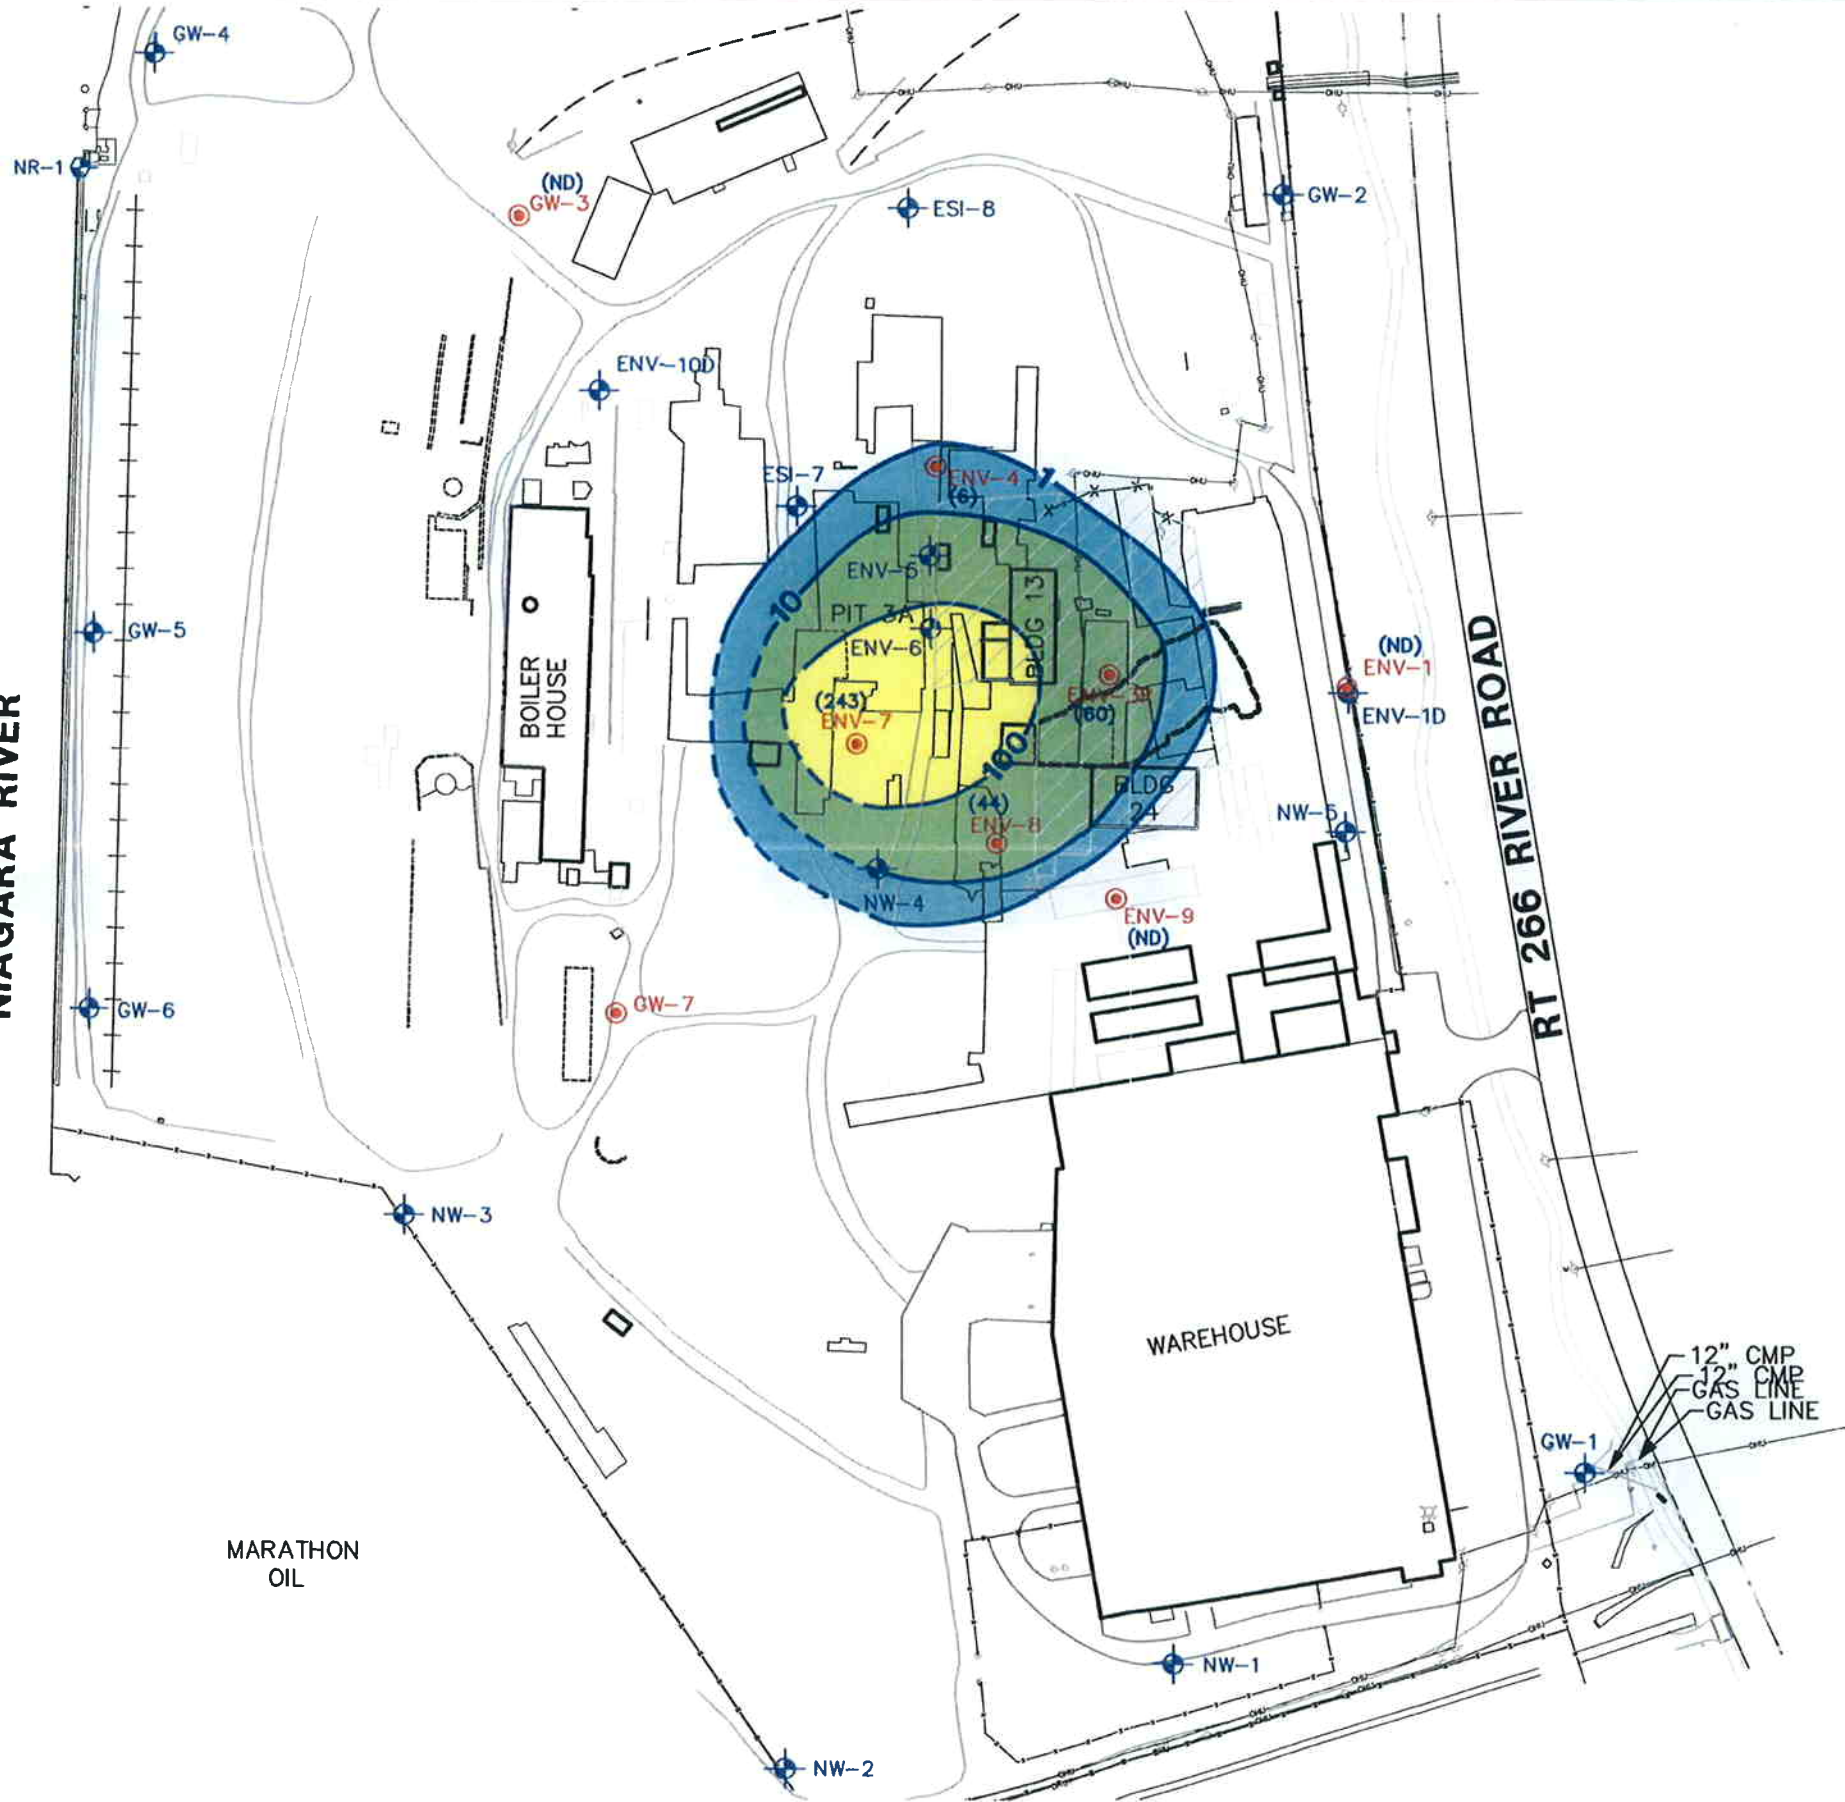 GW-4
NR-1
(ND)
GW-3
ESI-8
GW-2
ENV-10D
ESI-7
ENV-4
(6)
1
10
ENV-5
PIT 3A
ENV-6
BLDG 13
(243)
ENV-7
(60)
100
BLDG
24
(44)
ENV-8
NW-4
ENV-9
(ND)
(ND)
ENV-1
ENV-1D
NW-5
GW-5
GW-6
BOILER
HOUSE
GW-7
NIAGARA RIVER
RT 266 RIVER ROAD
NW-3
WAREHOUSE
12" CMP
12" CMP
GAS LINE
GAS LINE
GW-1
MARATHON
OIL
NW-1
NW-2